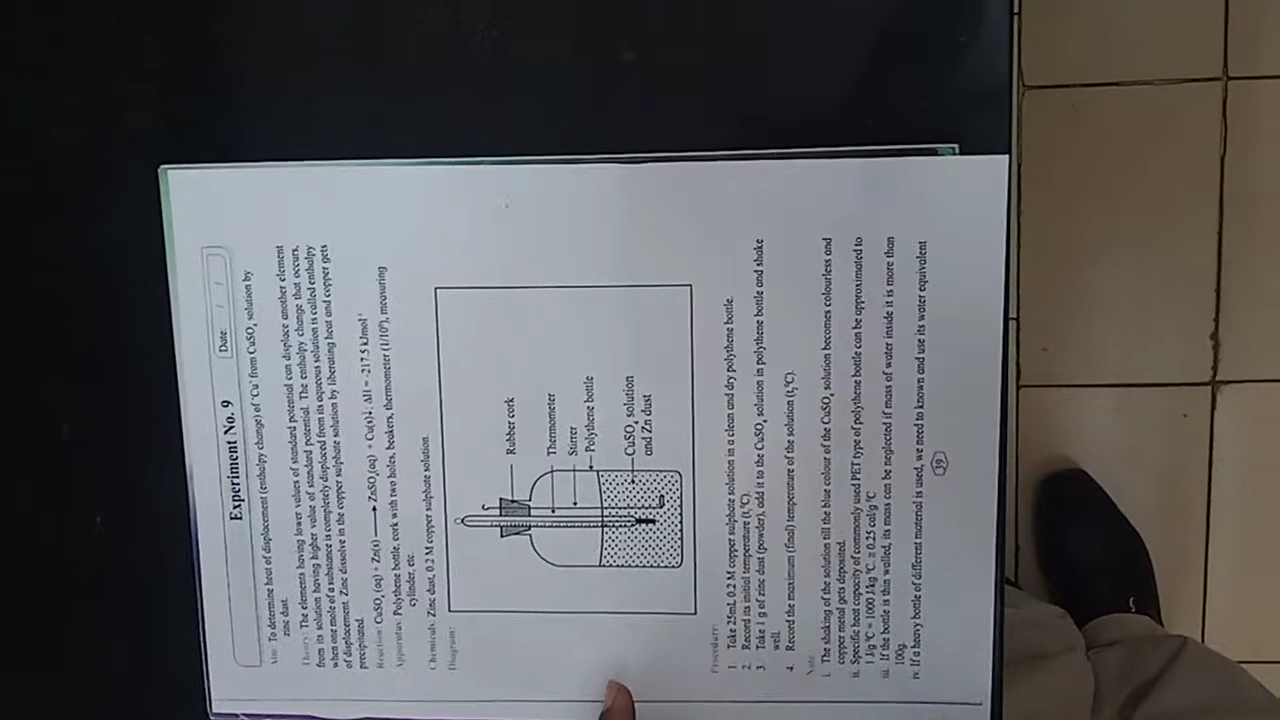 Date: / /
Experiment No. 9
Aim: To determine heat of displacement (enthalpy change) of 'Cu' from CuSO₄ solution by
zinc dust.
Theory: The elements having lower values of standard potential can displace another element
from its solution having higher value of standard potential. The enthalpy change that occurs,
when one mole of a substance is completely displaced from its aqueous solution is called enthalpy
of displacement. Zinc dissolve in the copper sulphate solution by liberating heat and copper gets
precipitated.
Reaction: CuSO₄ (aq) + Zn(s) ⟶ ZnSO₄ (aq) + Cu(s)↓; ΔH = -217.5 kJmol⁻¹
Apparatus: Polythene bottle, cork with two holes, beakers, thermometer (1/10⁰), measuring
cylinder, etc.
Chemicals: Zinc dust, 0.2 M copper sulphate solution.
Diagram:
Rubber cork
Thermometer
Stirrer
Polythene bottle
CuSO₄ solution
and Zn dust
Procedure:
1. Take 25mL 0.2 M copper sulphate solution in a clean and dry polythene bottle.
2. Record its initial temperature (t₁°C).
3. Take 1 g of zinc dust (powder), add it to the CuSO₄ solution in polythene bottle and shake
well.
4. Record the maximum (final) temperature of the solution (t₂°C).
Note:
i. The shaking of the solution till the blue colour of the CuSO₄ solution becomes colourless and
copper metal gets deposited.
ii. Specific heat capacity of commonly used PET type of polythene bottle can be approximated to
1 J/g °C = 1000 J/kg °C. ≅ 0.25 cal/g °C
iii. If the bottle is thin walled, its mass can be neglected if mass of water inside it is more than
100g.
iv. If a heavy bottle of different material is used, we need to known and use its water equivalent
39